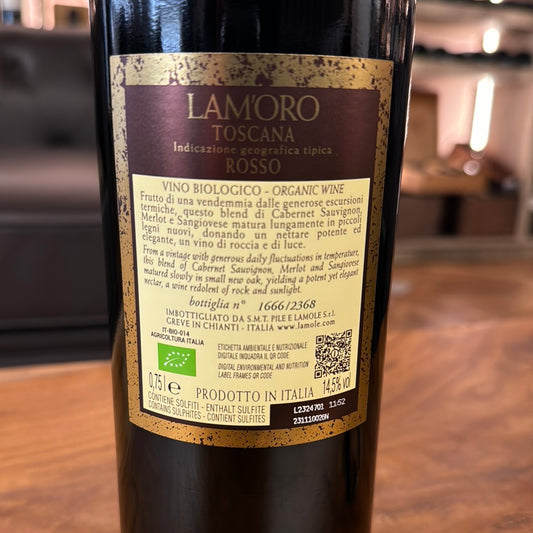 LAM'ORO
TOSCANA
Indicazione geografica tipica
ROSSO
VINO BIOLOGICO - ORGANIC WINE
Frutto di una vendemmia dalle generose escursioni
termiche, questo blend di Cabernet Sauvignon,
Merlot e Sangiovese matura lungamente in piccoli
legni nuovi, donando un nettare potente ed
elegante, un vino di roccia e di luce.
From a vintage with generous daily fluctuations in temperature,
this blend of Cabernet Sauvignon, Merlot and Sangiovese
matured slowly in small new oak, yielding a potent yet elegant
nectar, a wine redolent of rock and sunlight.
bottiglia n° 1666/2368
IMBOTTIGLIATO DA S.M.T. PILE E LAMOLE S.r.l.
GREVE IN CHIANTI - ITALIA www.lamole.com
IT-BIO-014
AGRICOLTURA ITALIA
ETICHETTA AMBIENTALE E NUTRIZIONALE
DIGITALE INQUADRA IL QR CODE
DIGITAL ENVIRONMENTAL AND NUTRITION
LABEL FRAMES QR CODE
0,75 l e PRODOTTO IN ITALIA 14,5% vol
CONTIENE SOLFITI - ENTHALT SULFITE
CONTAINS SULPHITES - CONTIENT SULFITES
L2324701 11:52
231110026N